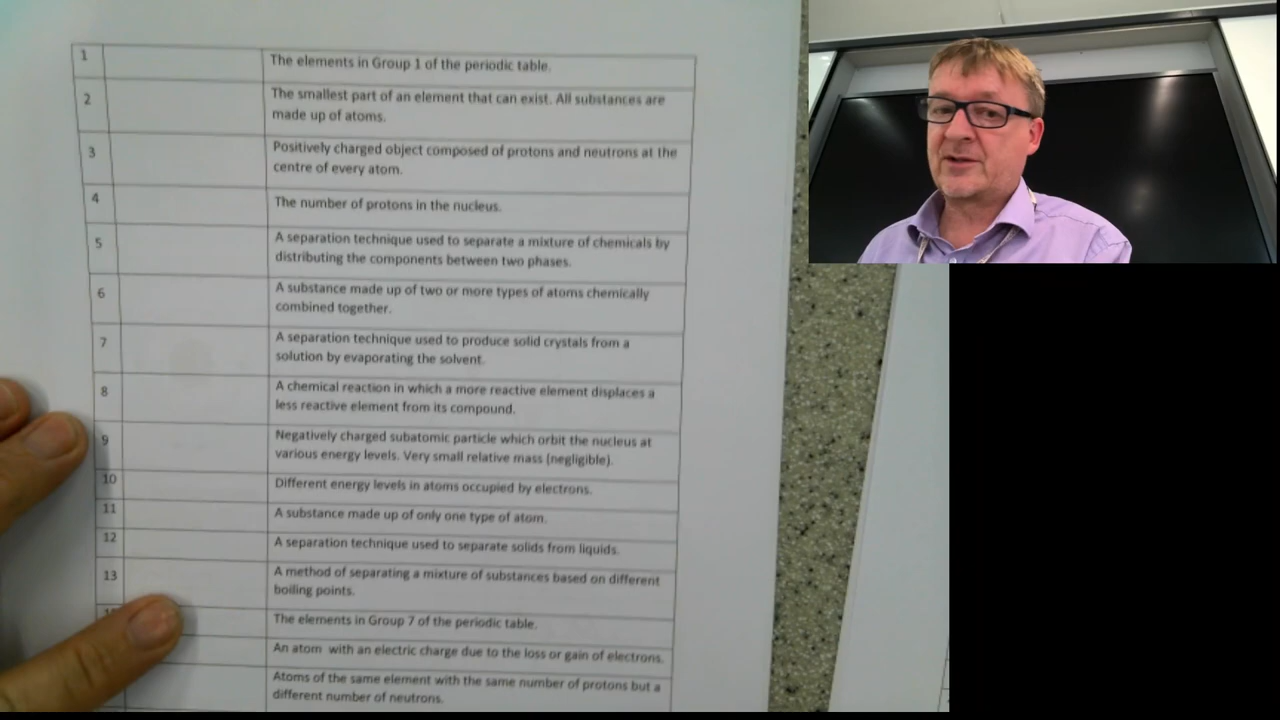 1 The elements in Group 1 of the periodic table.
2 The smallest part of an element that can exist. All substances are
made up of atoms.
3 Positively charged object composed of protons and neutrons at the
centre of every atom.
4 The number of protons in the nucleus.
5 A separation technique used to separate a mixture of chemicals by
distributing the components between two phases.
6 A substance made up of two or more types of atoms chemically
combined together.
7 A separation technique used to produce solid crystals from a
solution by evaporating the solvent.
8 A chemical reaction in which a more reactive element displaces a
less reactive element from its compound.
9 Negatively charged subatomic particle which orbit the nucleus at
various energy levels. Very small relative mass (negligible).
10 Different energy levels in atoms occupied by electrons.
11 A substance made up of only one type of atom.
12 A separation technique used to separate solids from liquids.
13 A method of separating a mixture of substances based on different
boiling points.
The elements in Group 7 of the periodic table.
An atom with an electric charge due to the loss or gain of electrons.
Atoms of the same element with the same number of protons but a
different number of neutrons.